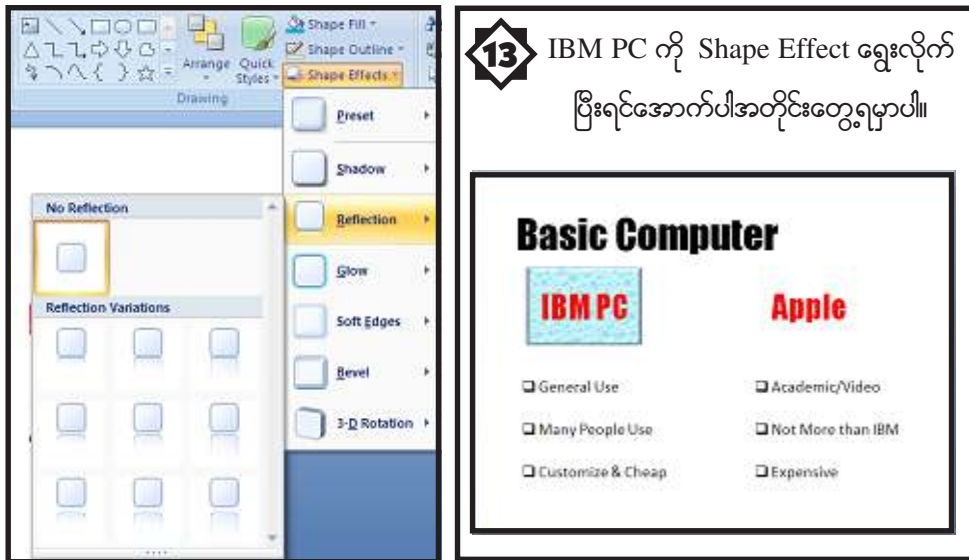 Shape Fill
Shape Outline
Shape Effects
Arrange
Quick
Styles
Drawing
Preset
Shadow
Reflection
Glow
Soft Edges
Bevel
3-D Rotation
No Reflection
Reflection Variations
13 IBM PC ကို Shape Effect ရွေးလိုက်
ပြီးရင်အောက်ပါအတိုင်းတွေ့ရမှာပါ။
Basic Computer
IBM PC
Apple
❑ General Use
❑ Many People Use
❑ Customize & Cheap
❑ Academic/Video
❑ Not More than IBM
❑ Expensive